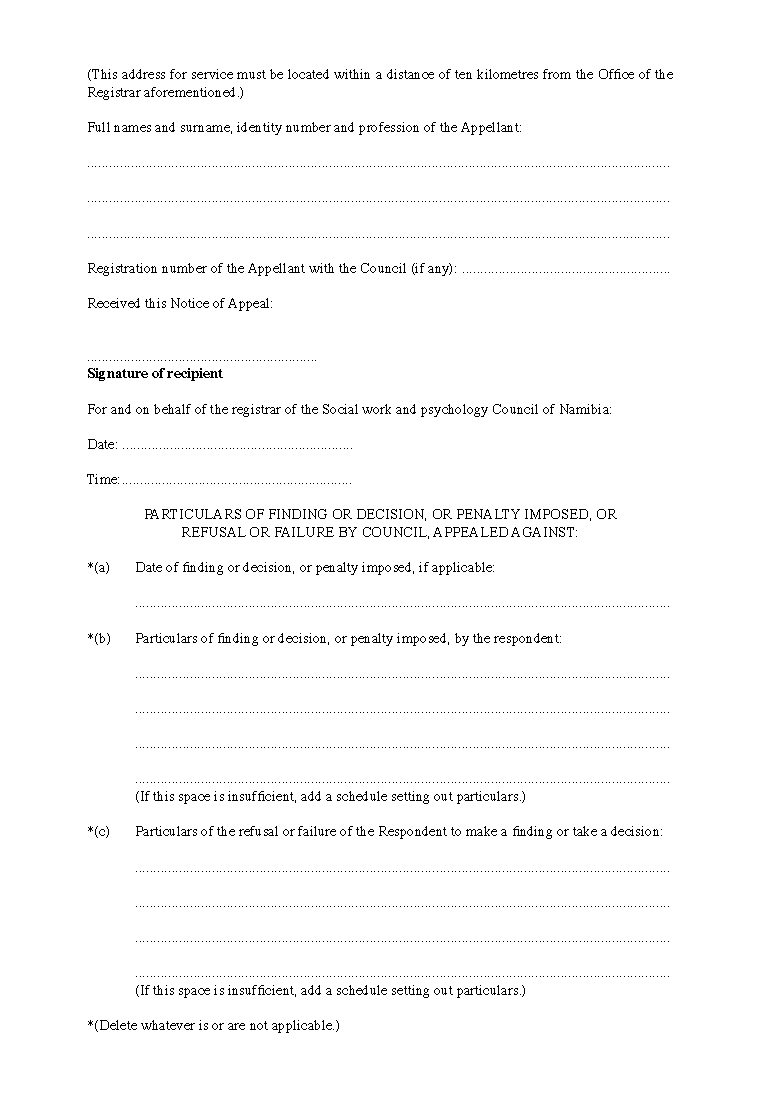 (This address for service must be located within a distance of ten kilometres from the Office of the
Registrar aforementioned.)
Full names and surname, identity number and profession of the Appellant:
................................................................................................................................................................
................................................................................................................................................................
................................................................................................................................................................
Registration number of the Appellant with the Council (if any): .........................................................
Received this Notice of Appeal:
...............................................................
Signature of recipient
For and on behalf of the registrar of the Social work and psychology Council of Namibia:
Date: ...............................................................
Time:...............................................................
PARTICULARS OF FINDING OR DECISION, OR PENALTY IMPOSED, OR
REFUSAL OR FAILURE BY COUNCIL, APPEALED AGAINST:
*(a) Date of finding or decision, or penalty imposed, if applicable:
...................................................................................................................................................
*(b) Particulars of finding or decision, or penalty imposed, by the respondent:
...................................................................................................................................................
...................................................................................................................................................
...................................................................................................................................................
...................................................................................................................................................
(If this space is insufficient, add a schedule setting out particulars.)
*(c) Particulars of the refusal or failure of the Respondent to make a finding or take a decision:
...................................................................................................................................................
...................................................................................................................................................
...................................................................................................................................................
...................................................................................................................................................
(If this space is insufficient, add a schedule setting out particulars.)
*(Delete whatever is or are not applicable.)